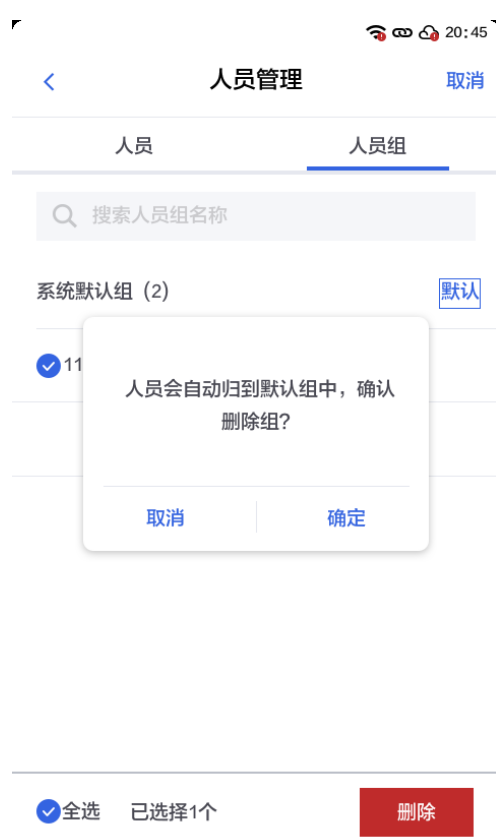 20:45
人员管理
取消
人员
人员组
搜索人员组名称
系统默认组（2）
默认
11
人员会自动归到默认组中，确认
删除组?
取消
确定
全选
已选择1个
删除